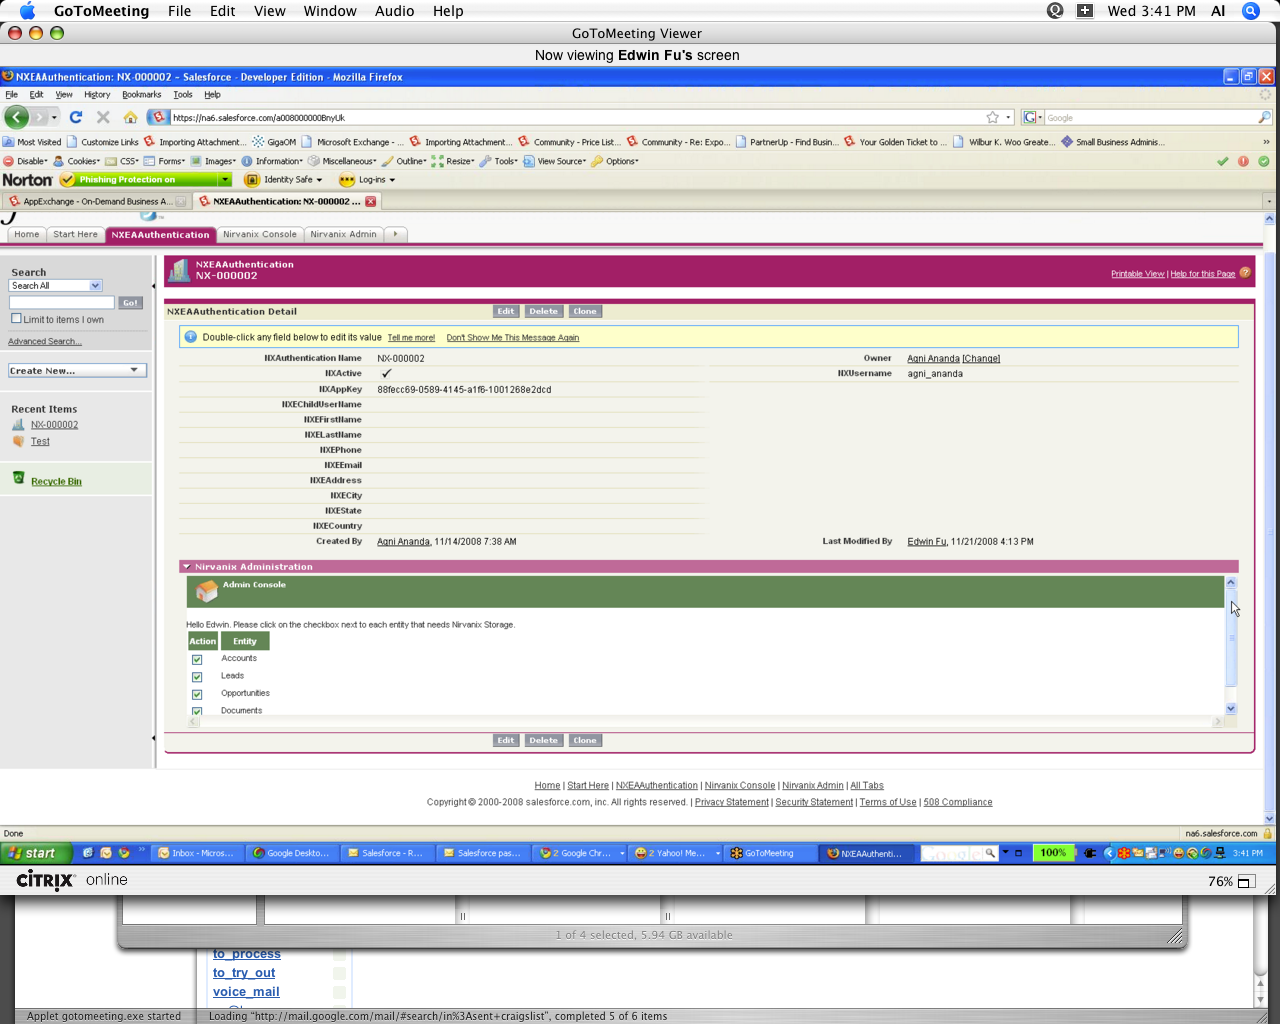 GoToMeeting File Edit View Window Audio Help Wed 3:41 PM Al
GoToMeeting Viewer
Now viewing Edwin Fu's screen
NXEAAuthentication: NX-000002 - Salesforce - Developer Edition - Mozilla Firefox
File Edit View History Bookmarks Tools Help
https://na6.salesforce.com/a008000000BnyUk
Google
Most Visited Customize Links Importing Attachment... GigaOM Microsoft Exchange - ... Importing Attachment... Community - Price List... Community - Re: Expo... PartnerUp - Find Busin... Your Golden Ticket to ... Wilbur K. Woo Greate... Small Business Adminis... »
Disable Cookies CSS Forms Images Information Miscellaneous Outline Resize Tools View Source Options
Norton Phishing Protection on Identity Safe Log-ins
AppExchange - On-Demand Business A... NXEAAuthentication: NX-000002 ...
Home Start Here NXEAAuthentication Nirvanix Console Nirvanix Admin
Search
Search All
Go!
Limit to items I own
Advanced Search...
Create New...
Recent Items
NX-000002
Test
Recycle Bin
NXEAAuthentication
NX-000002
Printable View | Help for this Page
NXEAAuthentication Detail Edit Delete Clone
Double-click any field below to edit its value Tell me more! Don't Show Me This Message Again
NXAuthentication Name NX-000002 Owner Agni Ananda [Change]
NXActive NXUsername agni_ananda
NXAppKey 88fecc69-0589-4145-a1f6-1001268e2dcd
NXEChildUserName
NXEFirstName
NXELastName
NXEPhone
NXEEmail
NXEAddress
NXECity
NXEState
NXECountry
Created By Agni Ananda, 11/14/2008 7:38 AM Last Modified By Edwin Fu, 11/21/2008 4:13 PM
Nirvanix Administration
Admin Console
Hello Edwin. Please click on the checkbox next to each entity that needs Nirvanix Storage.
Action Entity
Accounts
Leads
Opportunities
Documents
Edit Delete Clone
Home | Start Here | NXEAAuthentication | Nirvanix Console | Nirvanix Admin | All Tabs
Copyright © 2000-2008 salesforce.com, inc. All rights reserved. | Privacy Statement | Security Statement | Terms of Use | 508 Compliance
Done na6.salesforce.com
start Inbox - Micros... Google Deskto... Salesforce - R... Salesforce pas... 2 Google Chr... 2 Yahoo! Me... GoToMeeting NXEAAuthenti... Google 100% 3:41 PM
CITRIX online 76%
1 of 4 selected, 5.94 GB available
to_process
to_try_out
voice_mail
Applet gotomeeting.exe started Loading "http://mail.google.com/mail/#search/in%3Asent+craigslist", completed 5 of 6 items